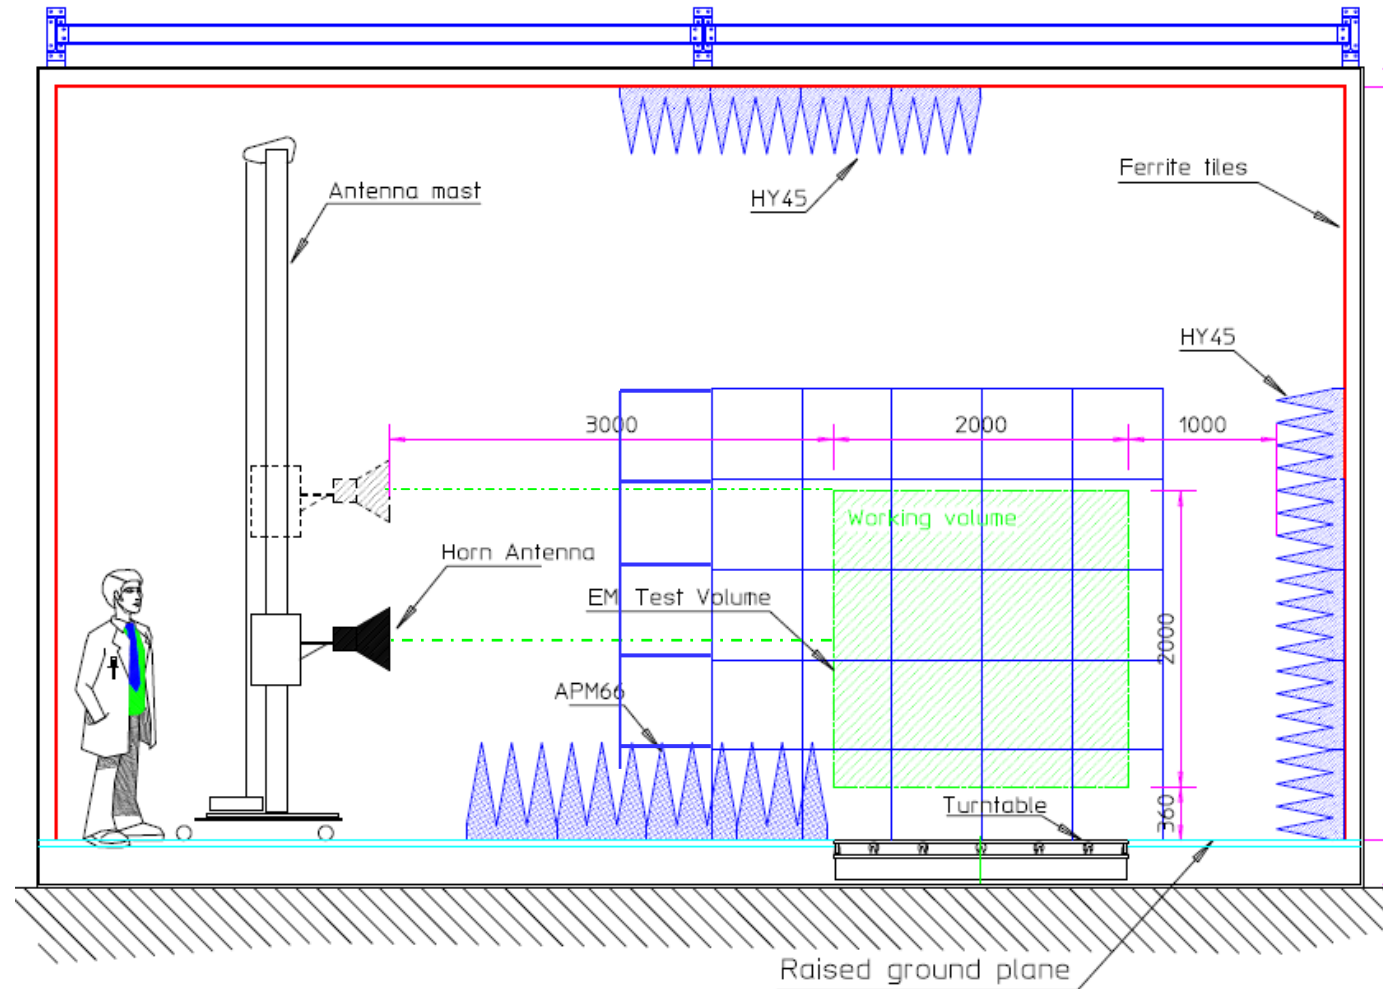 Ferrite tiles
Antenna mast
HY45
HY45
3000
2000
1000
Working volume
Horn Antenna
EM Test Volume
2000
APM66
Turntable
360
Raised ground plane